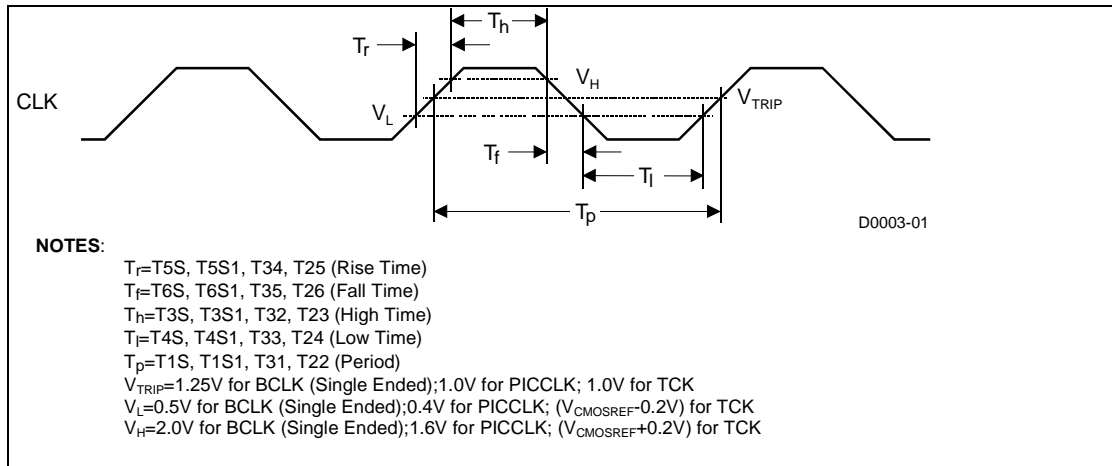 Th
Tr
CLK
VH
VL
VTRIP
Tf
Tl
Tp
D0003-01
NOTES:
Tr=T5S, T5S1, T34, T25 (Rise Time)
Tf=T6S, T6S1, T35, T26 (Fall Time)
Th=T3S, T3S1, T32, T23 (High Time)
Tl=T4S, T4S1, T33, T24 (Low Time)
Tp=T1S, T1S1, T31, T22 (Period)
VTRIP=1.25V for BCLK (Single Ended);1.0V for PICCLK; 1.0V for TCK
VL=0.5V for BCLK (Single Ended);0.4V for PICCLK; (VCMOSREF-0.2V) for TCK
VH=2.0V for BCLK (Single Ended);1.6V for PICCLK; (VCMOSREF+0.2V) for TCK